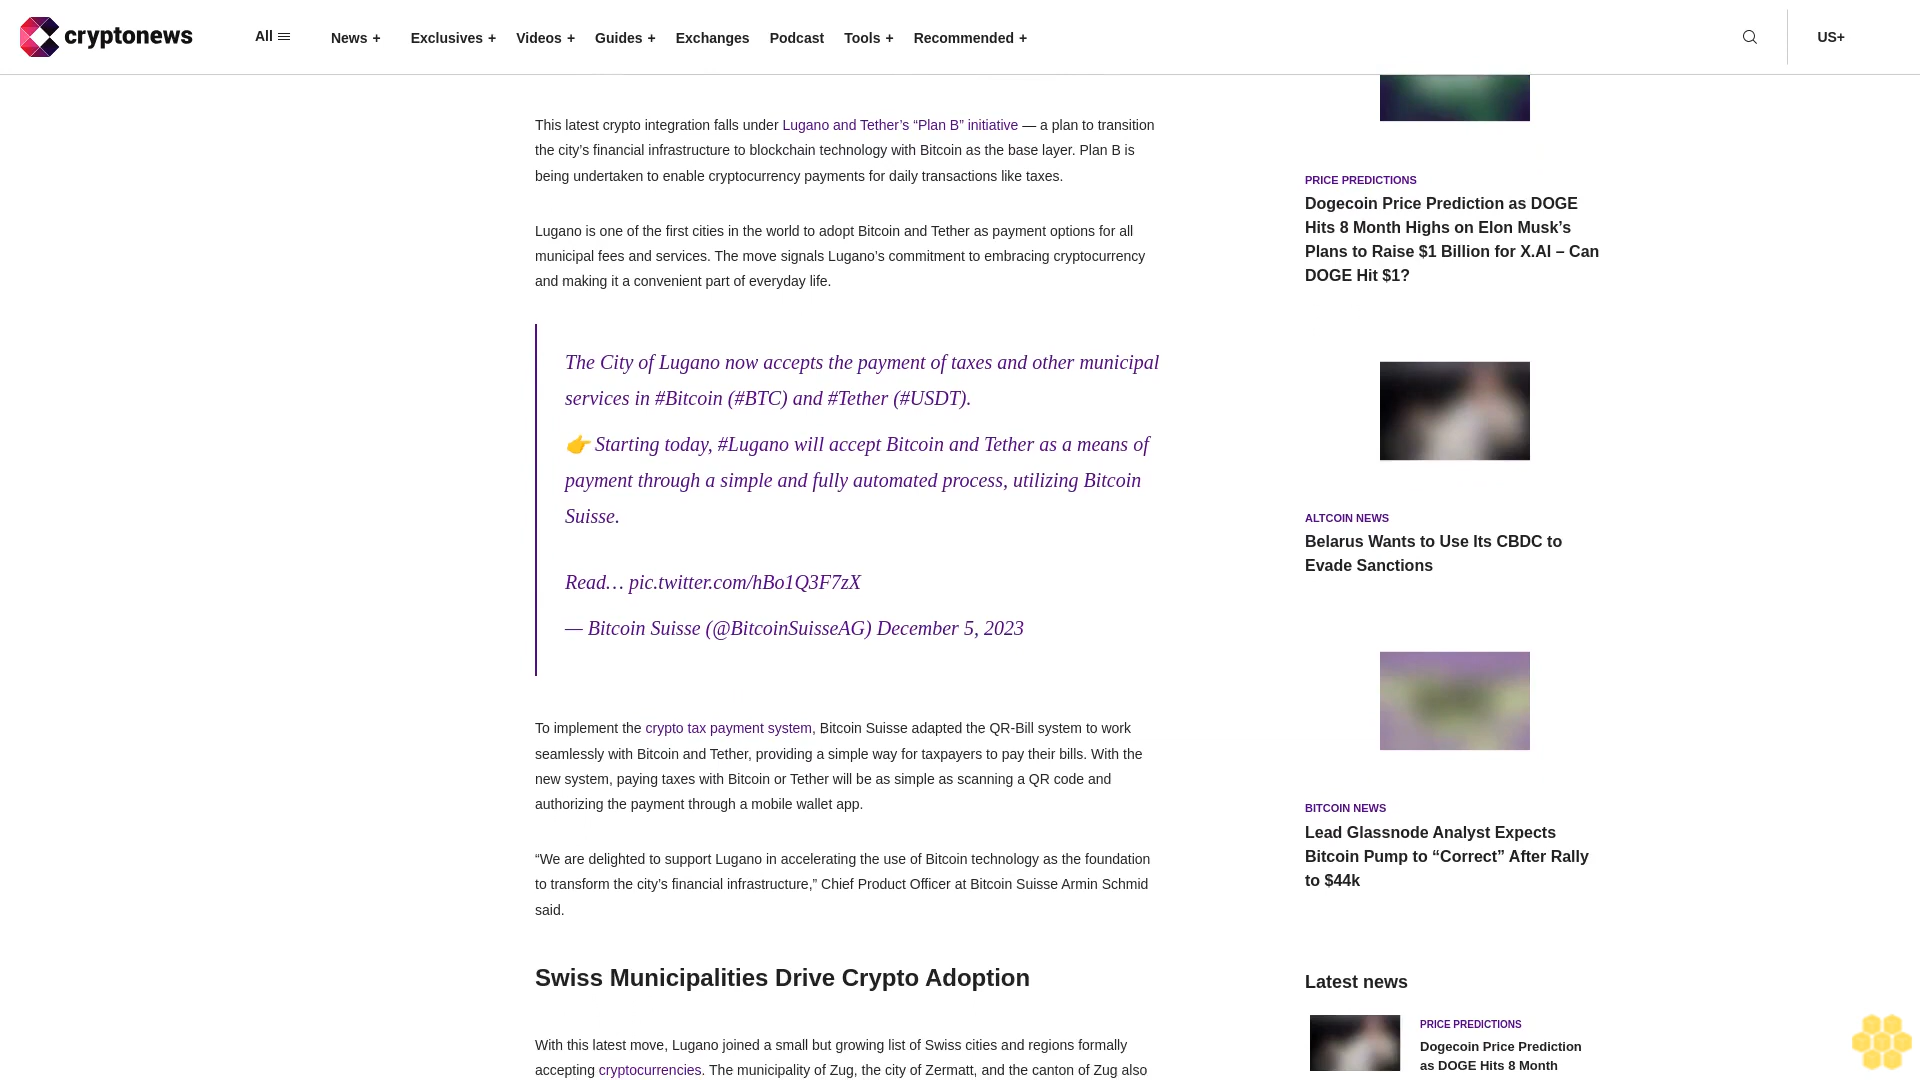 cryptonews
All
News +
Exclusives +
Videos +
Guides +
Exchanges
Podcast
Tools +
Recommended +
US+
This latest crypto integration falls under Lugano and Tether’s “Plan B” initiative — a plan to transition
the city’s financial infrastructure to blockchain technology with Bitcoin as the base layer. Plan B is
being undertaken to enable cryptocurrency payments for daily transactions like taxes.
Lugano is one of the first cities in the world to adopt Bitcoin and Tether as payment options for all
municipal fees and services. The move signals Lugano’s commitment to embracing cryptocurrency
and making it a convenient part of everyday life.
The City of Lugano now accepts the payment of taxes and other municipal
services in #Bitcoin (#BTC) and #Tether (#USDT).
👉 Starting today, #Lugano will accept Bitcoin and Tether as a means of
payment through a simple and fully automated process, utilizing Bitcoin
Suisse.
Read… pic.twitter.com/hBo1Q3F7zX
— Bitcoin Suisse (@BitcoinSuisseAG) December 5, 2023
To implement the crypto tax payment system, Bitcoin Suisse adapted the QR-Bill system to work
seamlessly with Bitcoin and Tether, providing a simple way for taxpayers to pay their bills. With the
new system, paying taxes with Bitcoin or Tether will be as simple as scanning a QR code and
authorizing the payment through a mobile wallet app.
“We are delighted to support Lugano in accelerating the use of Bitcoin technology as the foundation
to transform the city’s financial infrastructure,” Chief Product Officer at Bitcoin Suisse Armin Schmid
said.
Swiss Municipalities Drive Crypto Adoption
With this latest move, Lugano joined a small but growing list of Swiss cities and regions formally
accepting cryptocurrencies. The municipality of Zug, the city of Zermatt, and the canton of Zug also
PRICE PREDICTIONS
Dogecoin Price Prediction as DOGE
Hits 8 Month Highs on Elon Musk’s
Plans to Raise $1 Billion for X.AI – Can
DOGE Hit $1?
ALTCOIN NEWS
Belarus Wants to Use Its CBDC to
Evade Sanctions
BITCOIN NEWS
Lead Glassnode Analyst Expects
Bitcoin Pump to “Correct” After Rally
to $44k
Latest news
PRICE PREDICTIONS
Dogecoin Price Prediction
as DOGE Hits 8 Month